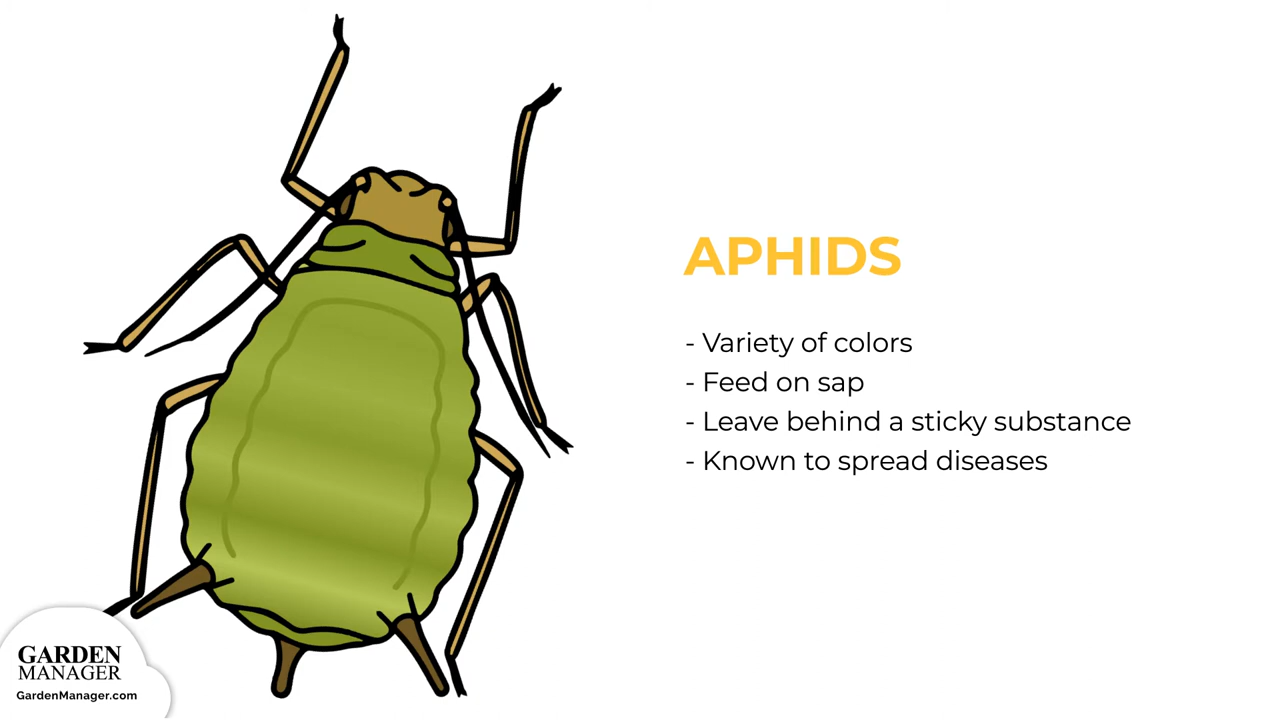 APHIDS
- Variety of colors
- Feed on sap
- Leave behind a sticky substance
- Known to spread diseases
GARDEN
MANAGER
GardenManager.com